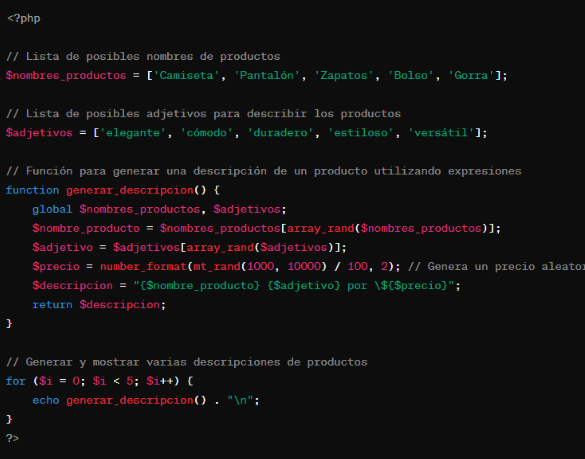 <?php
// Lista de posibles nombres de productos
$nombres_productos = ['Camiseta', 'Pantalón', 'Zapatos', 'Bolso', 'Gorra'];
// Lista de posibles adjetivos para describir los productos
$adjetivos = ['elegante', 'cómodo', 'duradero', 'estiloso', 'versátil'];
// Función para generar una descripción de un producto utilizando expresiones
function generar_descripcion() {
global $nombres_productos, $adjetivos;
$nombre_producto = $nombres_productos[array_rand($nombres_productos)];
$adjetivo = $adjetivos[array_rand($adjetivos)];
$precio = number_format(mt_rand(1000, 10000) / 100, 2); // Genera un precio aleator
$descripcion = "{$nombre_producto} {$adjetivo} por \${$precio}";
return $descripcion;
}
// Generar y mostrar varias descripciones de productos
for ($i = 0; $i < 5; $i++) {
echo generar_descripcion() . "\n";
}
?>